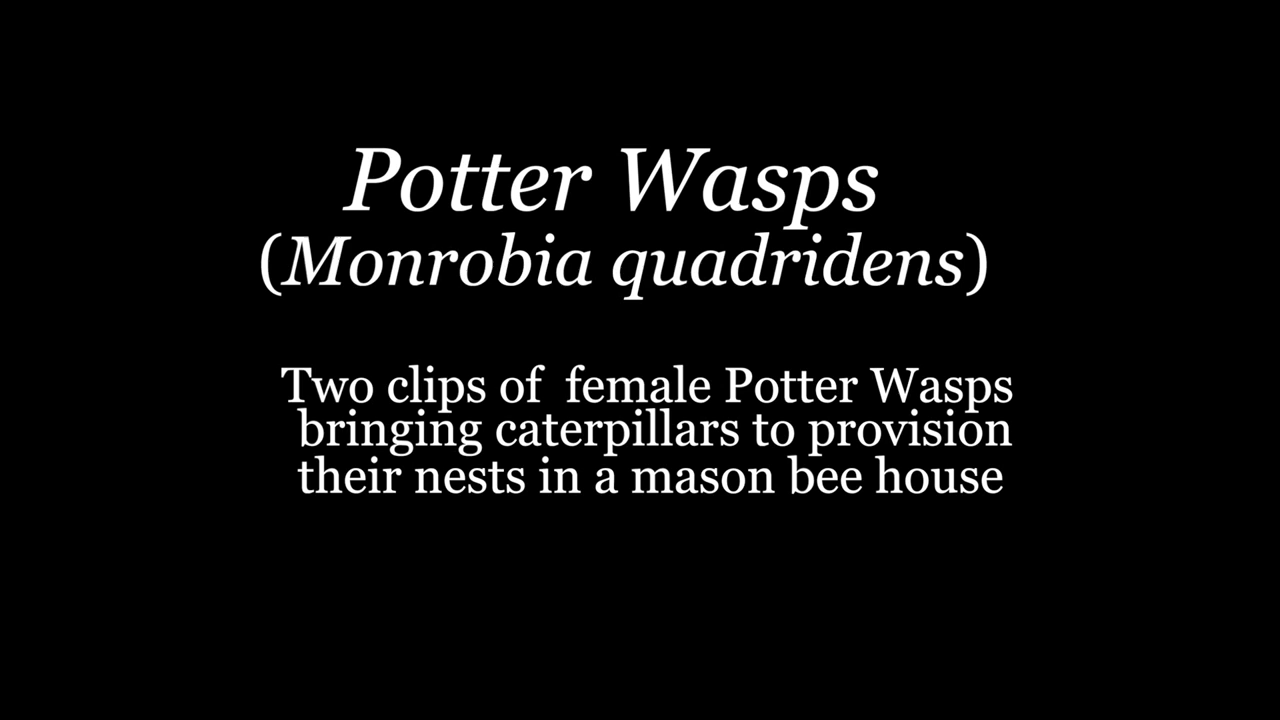 Potter Wasps
(Monrobia quadridens)
Two clips of female Potter Wasps
bringing caterpillars to provision
their nests in a mason bee house